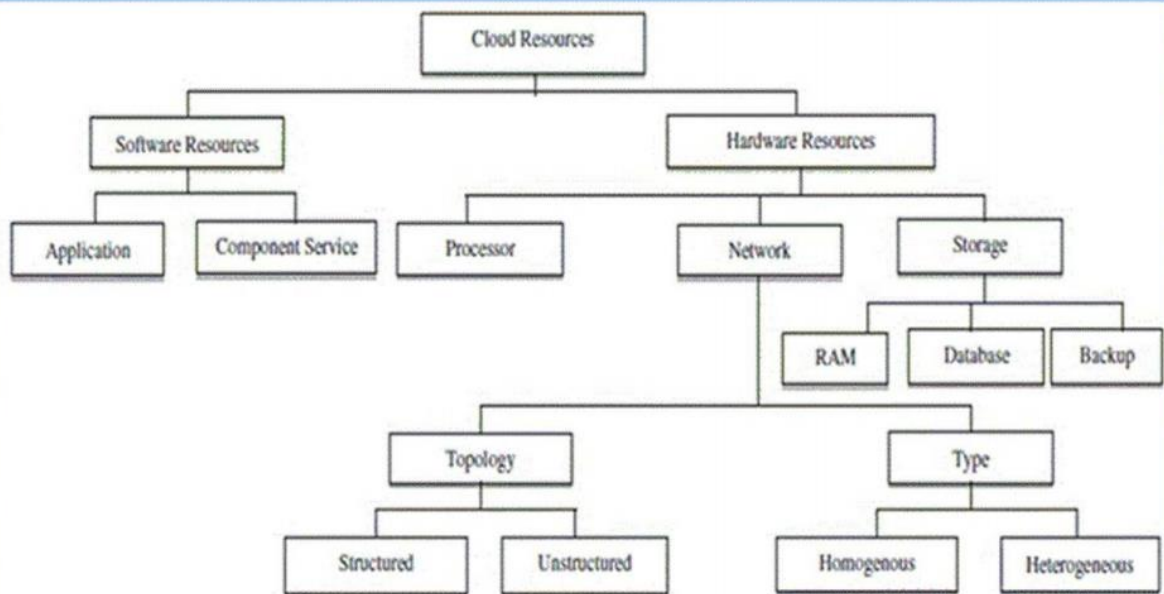 Cloud Resources
Software Resources
Hardware Resources
Application
Component Service
Processor
Network
Storage
RAM
Database
Backup
Topology
Type
Structured
Unstructured
Homogenous
Heterogeneous